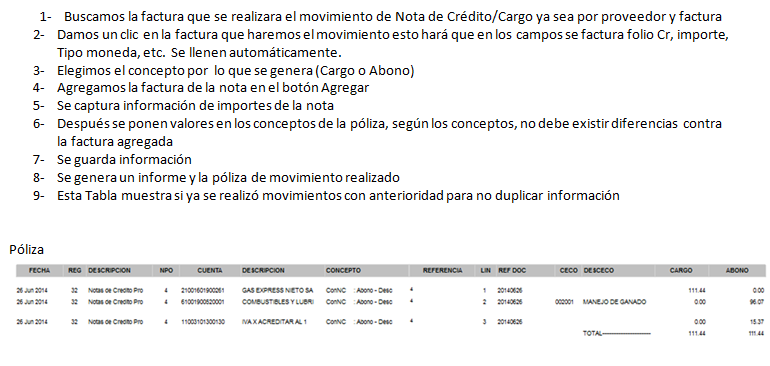 1- Buscamos la factura que se realizara el movimiento de Nota de Crédito/Cargo ya sea por proveedor y factura
2- Damos un clic en la factura que haremos el movimiento esto hará que en los campos se factura folio Cr, importe,
Tipo moneda, etc. Se llenen automáticamente.
3- Elegimos el concepto por lo que se genera (Cargo o Abono)
4- Agregamos la factura de la nota en el botón Agregar
5- Se captura información de importes de la nota
6- Después se ponen valores en los conceptos de la póliza, según los conceptos, no debe existir diferencias contra
la factura agregada
7- Se guarda información
8- Se genera un informe y la póliza de movimiento realizado
9- Esta Tabla muestra si ya se realizó movimientos con anterioridad para no duplicar información
Póliza
FECHA REG DESCRIPCION NPO CUENTA DESCRIPCION CONCEPTO REFERENCIA LIN REF DOC CECO DESCECO CARGO ABONO
26 Jun 2014 32 Notas de Credito Pro 4 21001601900261 GAS EXPRESS NIETO SA ConNC : Abono - Desc 4 1 20140626 111.44 0.00
26 Jun 2014 32 Notas de Credito Pro 4 61001900520001 COMBUSTIBLES Y LUBRI ConNC : Abono - Desc 4 2 20140626 002001 MANEJO DE GANADO 0.00 96.07
26 Jun 2014 32 Notas de Credito Pro 4 11003101300130 IVA X ACREDITAR AL 1 ConNC : Abono - Desc 4 3 20140626 0.00 15.37
TOTAL------------------- 111.44 111.44